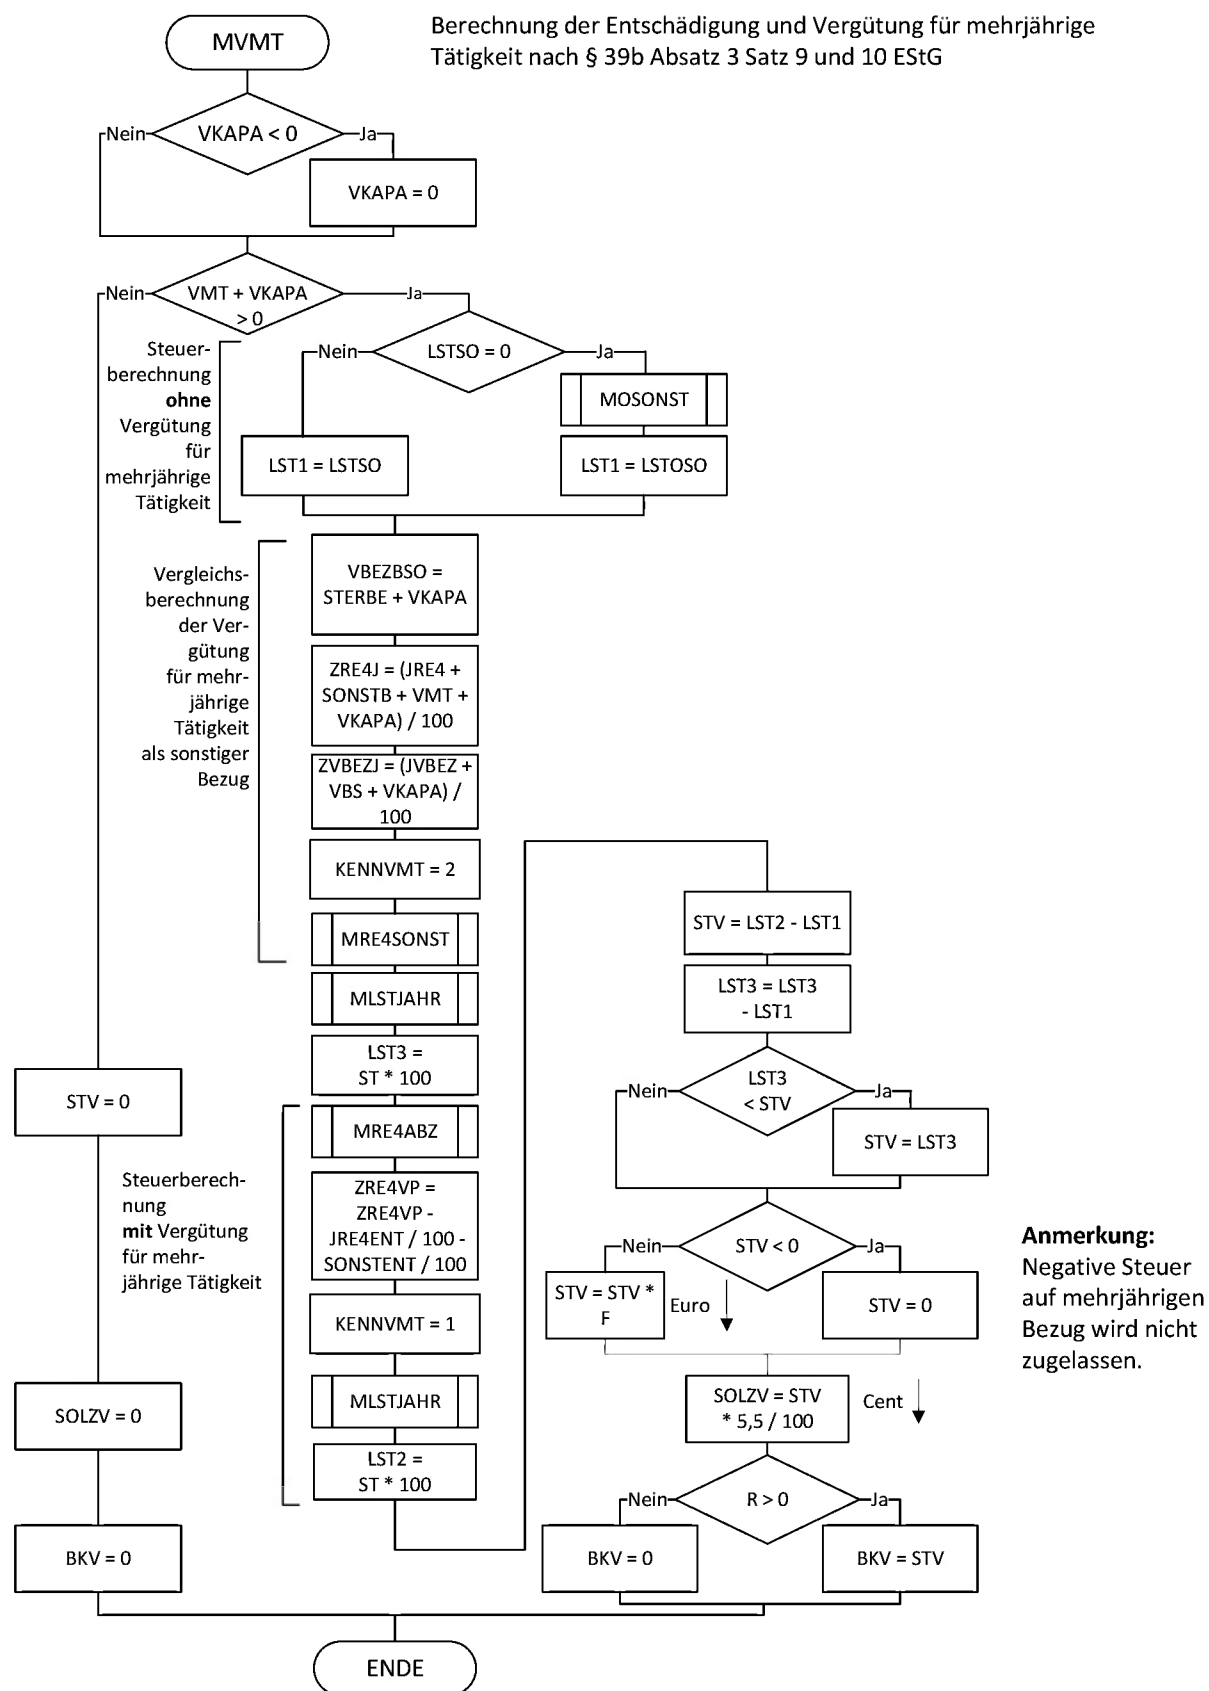 MVMT
Berechnung der Entschädigung und Vergütung für mehrjährige
Tätigkeit nach § 39b Absatz 3 Satz 9 und 10 EStG
Nein
VKAPA < 0
Ja
VKAPA = 0
Nein
VMT + VKAPA
> 0
Ja
Nein
LSTSO = 0
Ja
Steuer-
berechnung
ohne
Vergütung
für
mehrjährige
Tätigkeit
MOSONST
LST1 = LSTSO
LST1 = LSTOSO
Vergleichs-
berechnung
der Ver-
gütung
für mehr-
jährige
Tätigkeit
als sonstiger
Bezug
VBEZBSO =
STERBE + VKAPA
ZRE4J = (JRE4 +
SONSTB + VMT +
VKAPA) / 100
ZVBEZJ = (JVBEZ +
VBS + VKAPA) /
100
KENNVMT = 2
MRE4SONST
MLSTJAHR
LST3 =
ST * 100
STV = 0
MRE4ABZ
Steuerberech-
nung
mit Vergütung
für mehr-
jährige Tätigkeit
ZRE4VP =
ZRE4VP -
JRE4ENT / 100 -
SONSTENT / 100
KENNVMT = 1
MLSTJAHR
SOLZV = 0
LST2 =
ST * 100
BKV = 0
STV = LST2 - LST1
LST3 = LST3
- LST1
Nein
LST3
< STV
Ja
STV = LST3
Nein
STV < 0
Ja
STV = STV *
F
Euro
STV = 0
Anmerkung:
Negative Steuer
auf mehrjährigen
Bezug wird nicht
zugelassen.
SOLZV = STV
* 5,5 / 100
Cent
Nein
R > 0
Ja
BKV = 0
BKV = STV
ENDE